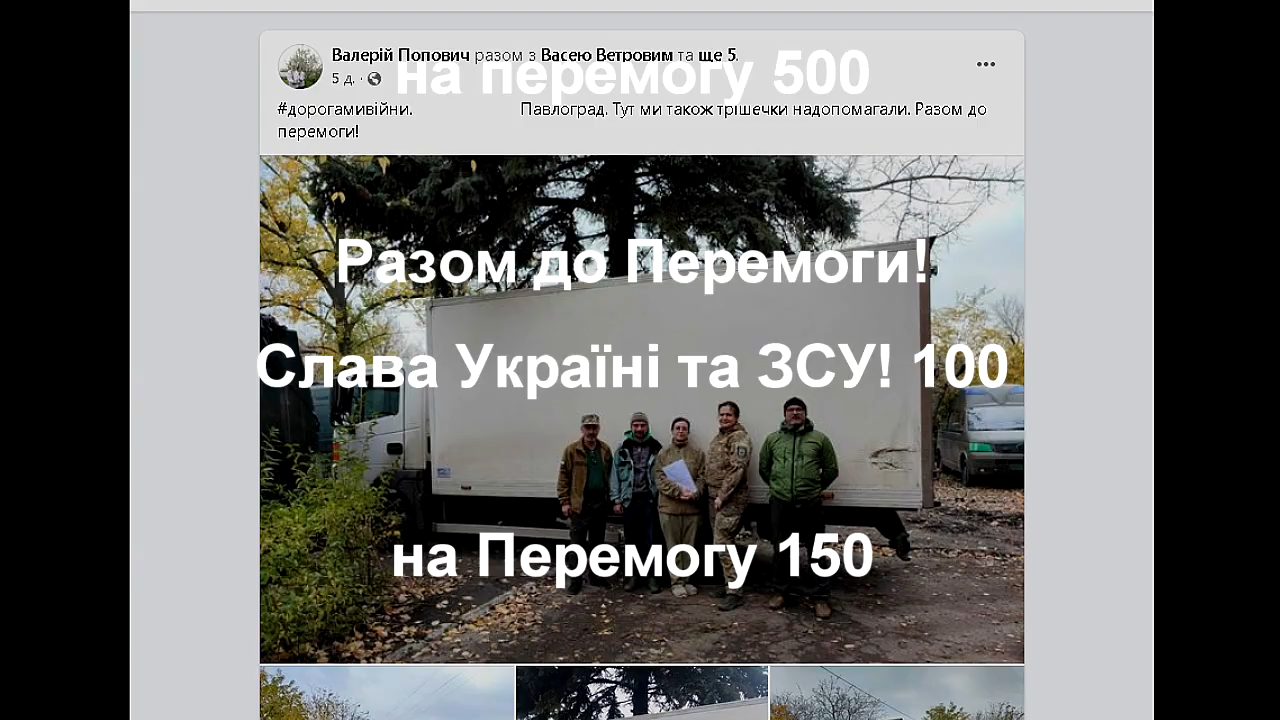 Валерій Попович разом з Васею Ветровим та ще 5.
на перемогу 500
5 д. ·
#дорогамивійни. Павлоград. Тут ми також трішечки надопомагали. Разом до
перемоги!
Разом до Перемоги!
Слава Україні та ЗСУ! 100
на Перемогу 150